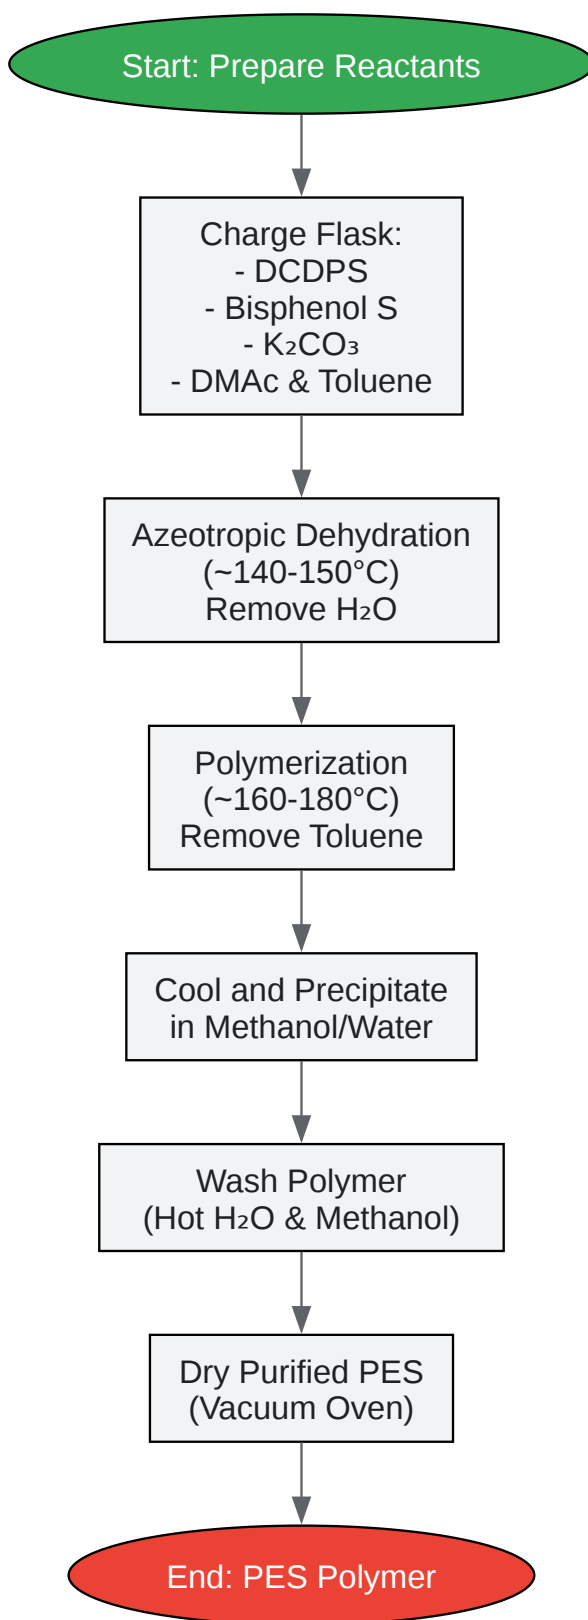 Start: Prepare Reactants
Charge Flask:
- DCDPS
- Bisphenol S
- K₂CO₃
- DMAc & Toluene
Azeotropic Dehydration
(~140-150°C)
Remove H₂O
Polymerization
(~160-180°C)
Remove Toluene
Cool and Precipitate
in Methanol/Water
Wash Polymer
(Hot H₂O & Methanol)
Dry Purified PES
(Vacuum Oven)
End: PES Polymer